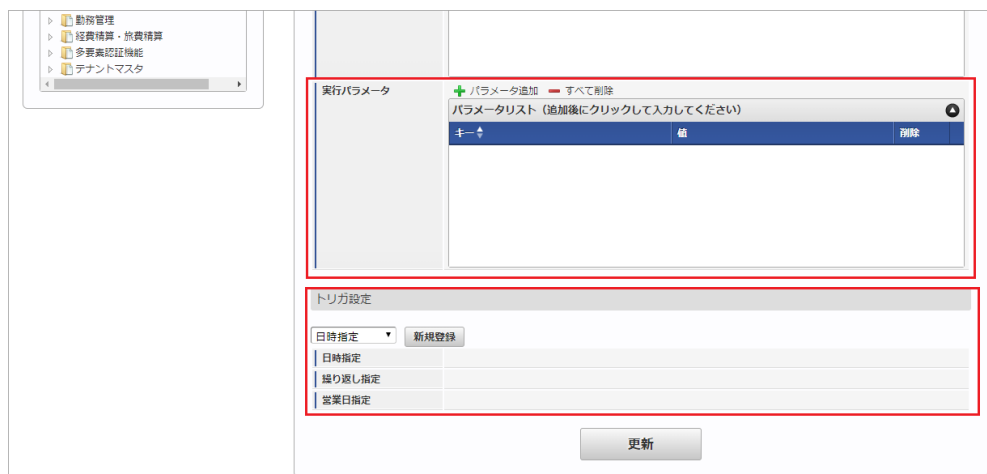 勤務管理
経費精算・旅費精算
多要素認証機能
テナントマスタ
実行パラメータ
パラメータ追加 すべて削除
パラメータリスト（追加後にクリックして入力してください）
キー 値 削除
トリガ設定
日時指定 新規登録
日時指定
繰り返し指定
営業日指定
更新